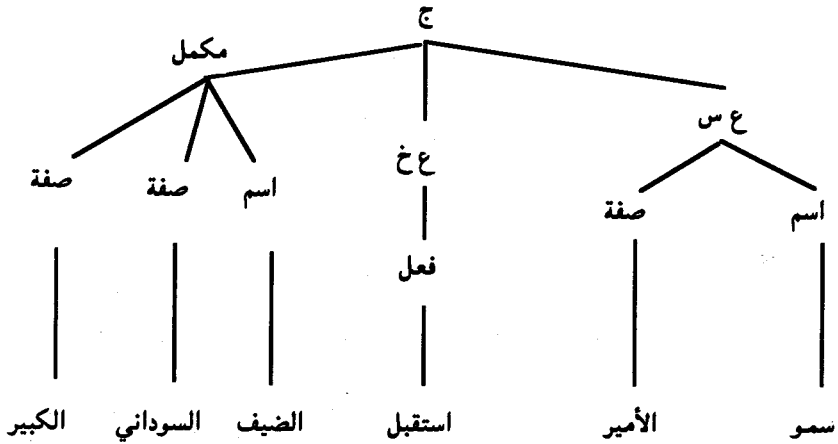 ج
ع س
ع خ
مكمل
اسم
صفة
فعل
اسم
صفة
صفة
سمو
الأمير
استقبل
الضيف
السوداني
الكبير